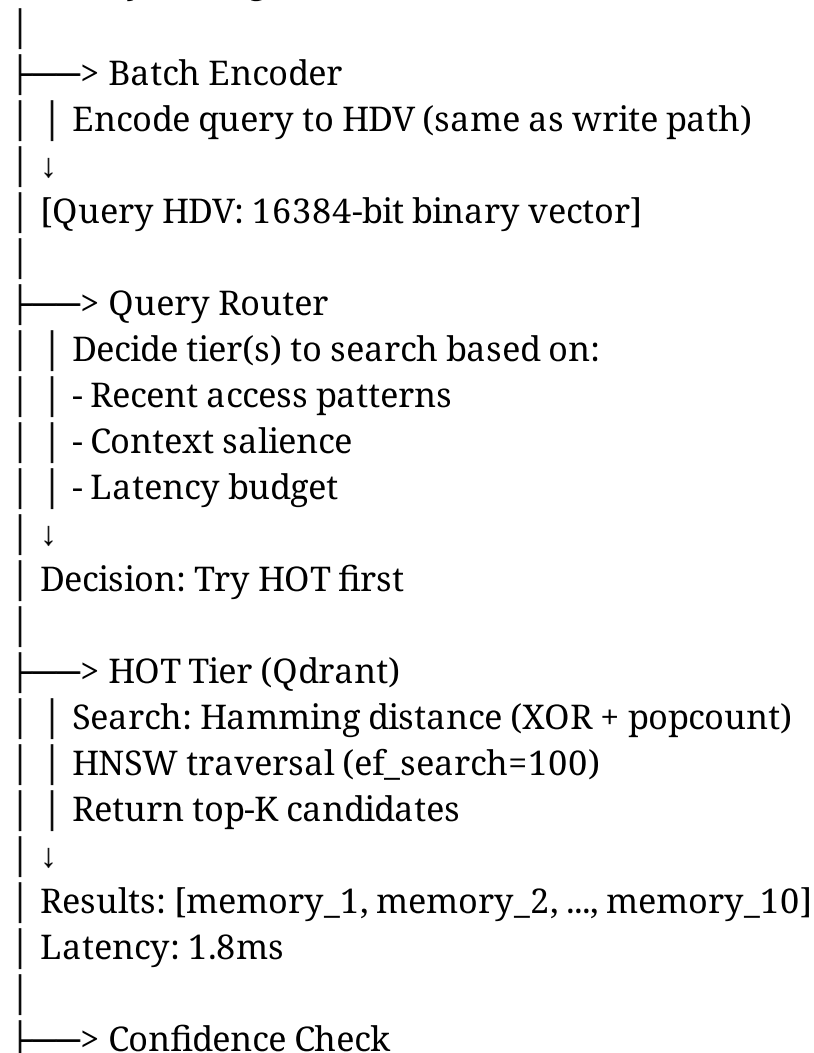 │
├──> Batch Encoder
│ │ Encode query to HDV (same as write path)
│ ↓
│ [Query HDV: 16384-bit binary vector]
│
├──> Query Router
│ │ Decide tier(s) to search based on:
│ │ - Recent access patterns
│ │ - Context salience
│ │ - Latency budget
│ ↓
│ Decision: Try HOT first
│
├──> HOT Tier (Qdrant)
│ │ Search: Hamming distance (XOR + popcount)
│ │ HNSW traversal (ef_search=100)
│ │ Return top-K candidates
│ ↓
│ Results: [memory_1, memory_2, ..., memory_10]
│ Latency: 1.8ms
│
├──> Confidence Check